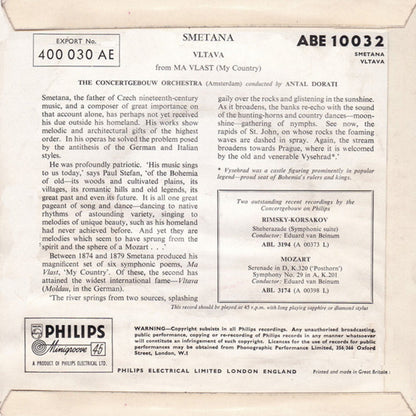 EXPORT No.
400 030 AE
SMETANA
VLTAVA
from MA VLAST (My Country)
ABE 10032
SMETANA
VLTAVA
THE CONCERTGEBOUW ORCHESTRA (Amsterdam) conducted by ANTAL DORATI
Smetana, the father of Czech nineteenth-century
music, and a composer of great importance on
that account alone, has perhaps not yet received
his due outside his homeland. His works show
melodic and architectural gifts of the highest
order. In his operas he solved the problem posed
by the antithesis of the German and Italian
styles.
He was profoundly patriotic. 'His music sings
to us today,' says Paul Stefan, 'of the Bohemia
of old—its woods and cultivated plains, its
villages, its romantic hills and old legends, its
great past and even its future. It is all one great
pageant of song and dance—dancing to native
rhythms of astounding variety, singing to
melodies of unique beauty, such as his homeland
had never achieved before. And yet they are
melodies which seem to have sprung from the
spirit and the sphere of a Mozart . . .'
Between 1874 and 1879 Smetana produced his
magnificent set of six symphonic poems, Ma
Vlast, 'My Country'. Of these, the second has
attained the widest international fame—Vltava
(Moldau, in the German).
'The river springs from two sources, splashing
gaily over the rocks and glistening in the sunshine.
As it broadens, the banks re-echo with the sound
of the hunting-horns and country dances—moon-
shine—gathering of nymphs. See now, the
rapids of St. John, on whose rocks the foaming
waves are dashed in spray. Again, the stream
broadens towards Prague, where it is welcomed
by the old and venerable Vysehrad*'.
* Vysehrad was a castle figuring prominently in popular
legend—proud seat of Bohemia's rulers and kings.
Two outstanding recent recordings by the
Concertgebouw on Philips
RIMSKY-KORSAKOV
Sheherazade (Symphonic suite)
Conductor: Eduard van Beinum
ABL 3194 (A 00373 L)
MOZART
Serenade in D, K.320 ('Posthorn')
Symphony No. 29 in A, K.201
Conductor: Eduard van Beinum
ABL 3174 (A 00398 L)
This record should be played at 45 r.p.m. with long playing sapphire or diamond stylus
PHILIPS
Minigroove 45
A PRODUCT OF PHILIPS ELECTRICAL LTD.
WARNING—Copyright subsists in all Philips Records. Any unauthorised broadcasting,
public performance, copying or re-recording of Philips records in any manner whatsoever
will constitute an infringement of such copyright. Licences for the use of records for public
performances may be obtained from Phonographic Performance Limited, 356-366 Oxford
Street, London, W.1
PHILIPS ELECTRICAL LIMITED LONDON ENGLAND
Printed and made in Great Britain